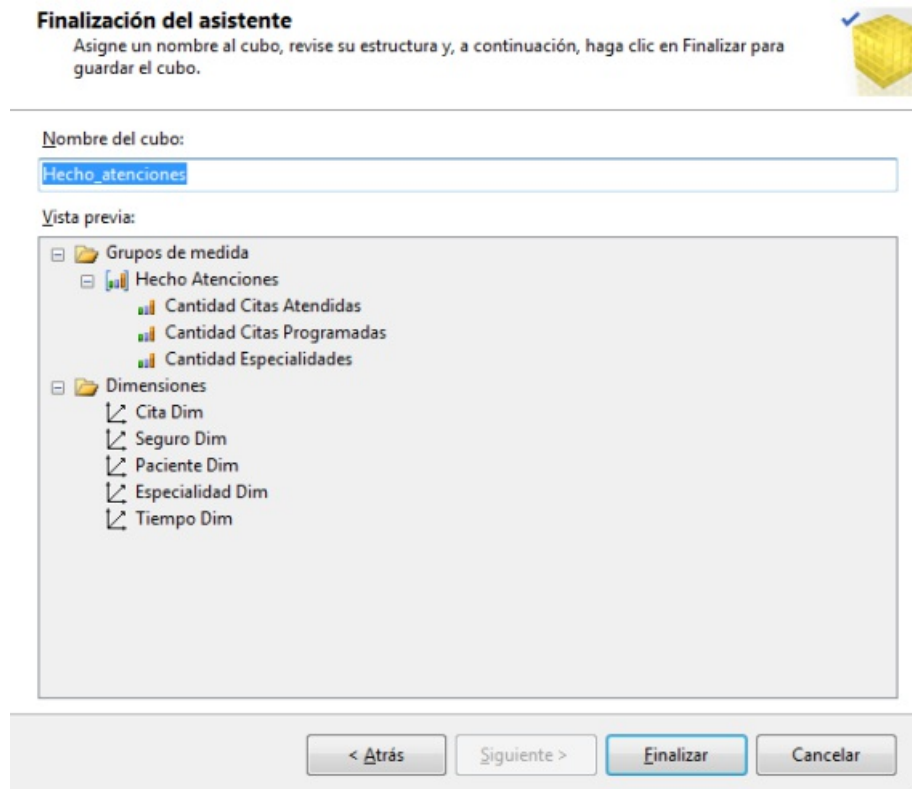 Finalización del asistente
Asigne un nombre al cubo, revise su estructura y, a continuación, haga clic en Finalizar para
guardar el cubo.
Nombre del cubo:
Hecho_atenciones
Vista previa:
Grupos de medida
Hecho Atenciones
Cantidad Citas Atendidas
Cantidad Citas Programadas
Cantidad Especialidades
Dimensiones
Cita Dim
Seguro Dim
Paciente Dim
Especialidad Dim
Tiempo Dim
< Atrás Siguiente > Finalizar Cancelar